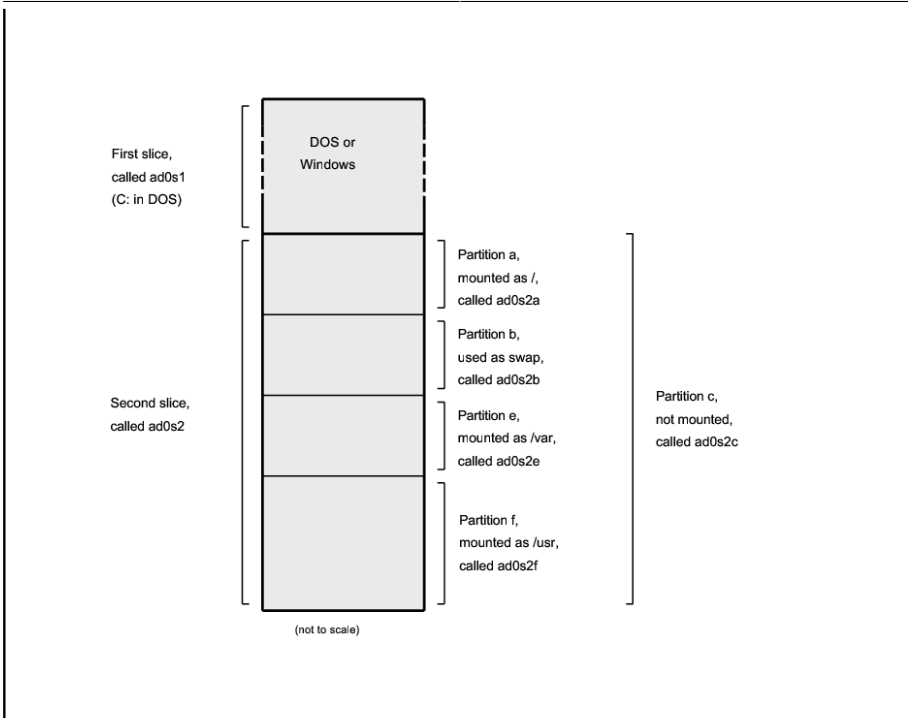 DOS or
Windows
First slice,
called ad0s1
(C: in DOS)
Partition a,
mounted as /,
called ad0s2a
Partition b,
used as swap,
called ad0s2b
Second slice,
called ad0s2
Partition c,
not mounted,
called ad0s2c
Partition e,
mounted as /var,
called ad0s2e
Partition f,
mounted as /usr,
called ad0s2f
(not to scale)